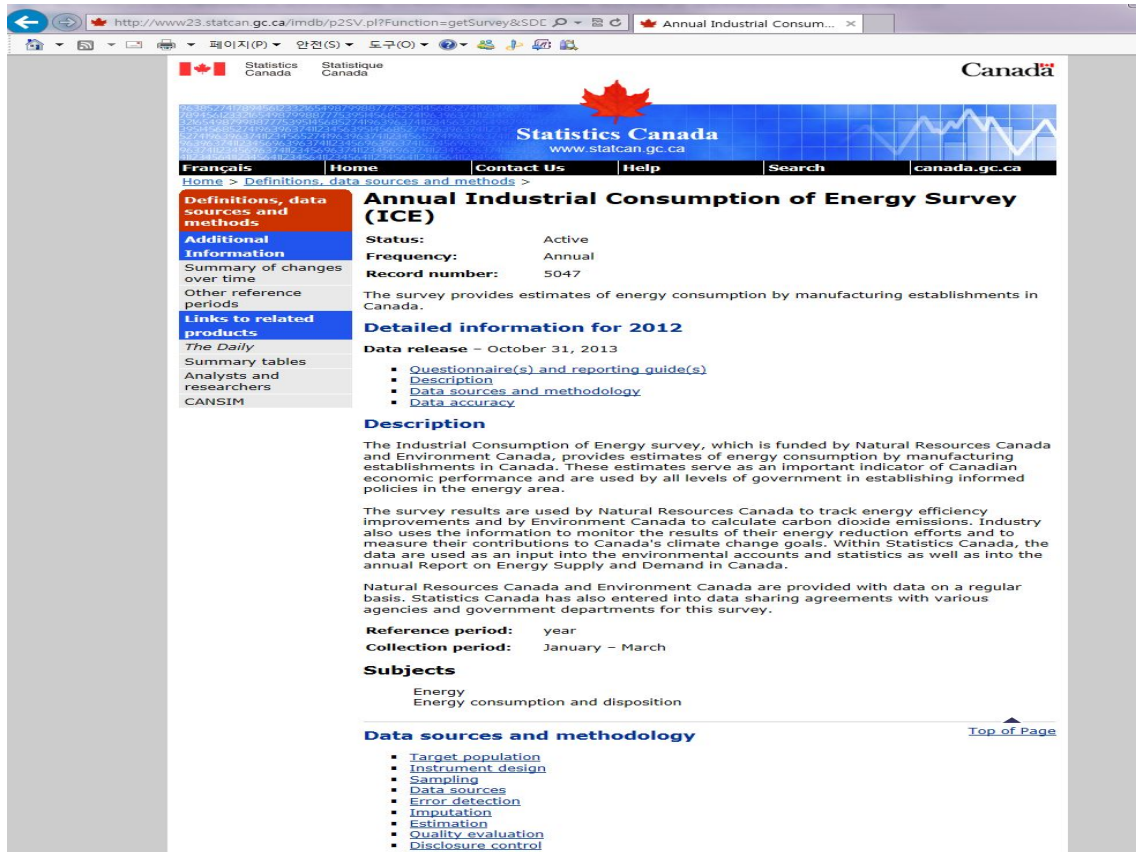 http://www23.statcan.gc.ca/imdb/p2SV.pl?Function=getSurvey&SDE
Annual Industrial Consum...
페이지(P) 안전(S) 도구(O)
Statistics Canada Statistique Canada
Canada
Statistics Canada
www.statcan.gc.ca
Français Home Contact Us Help Search canada.gc.ca
Home > Definitions, data sources and methods >
Definitions, data
sources and
methods
Additional
Information
Summary of changes
over time
Other reference
periods
Links to related
products
The Daily
Summary tables
Analysts and
researchers
CANSIM
Annual Industrial Consumption of Energy Survey
(ICE)
Status: Active
Frequency: Annual
Record number: 5047
The survey provides estimates of energy consumption by manufacturing establishments in
Canada.
Detailed information for 2012
Data release – October 31, 2013
Questionnaire(s) and reporting guide(s)
Description
Data sources and methodology
Data accuracy
Description
The Industrial Consumption of Energy survey, which is funded by Natural Resources Canada
and Environment Canada, provides estimates of energy consumption by manufacturing
establishments in Canada. These estimates serve as an important indicator of Canadian
economic performance and are used by all levels of government in establishing informed
policies in the energy area.
The survey results are used by Natural Resources Canada to track energy efficiency
improvements and by Environment Canada to calculate carbon dioxide emissions. Industry
also uses the information to monitor the results of their energy reduction efforts and to
measure their contributions to Canada's climate change goals. Within Statistics Canada, the
data are used as an input into the environmental accounts and statistics as well as into the
annual Report on Energy Supply and Demand in Canada.
Natural Resources Canada and Environment Canada are provided with data on a regular
basis. Statistics Canada has also entered into data sharing agreements with various
agencies and government departments for this survey.
Reference period: year
Collection period: January – March
Subjects
Energy
Energy consumption and disposition
Top of Page
Data sources and methodology
Target population
Instrument design
Sampling
Data sources
Error detection
Imputation
Estimation
Quality evaluation
Disclosure control